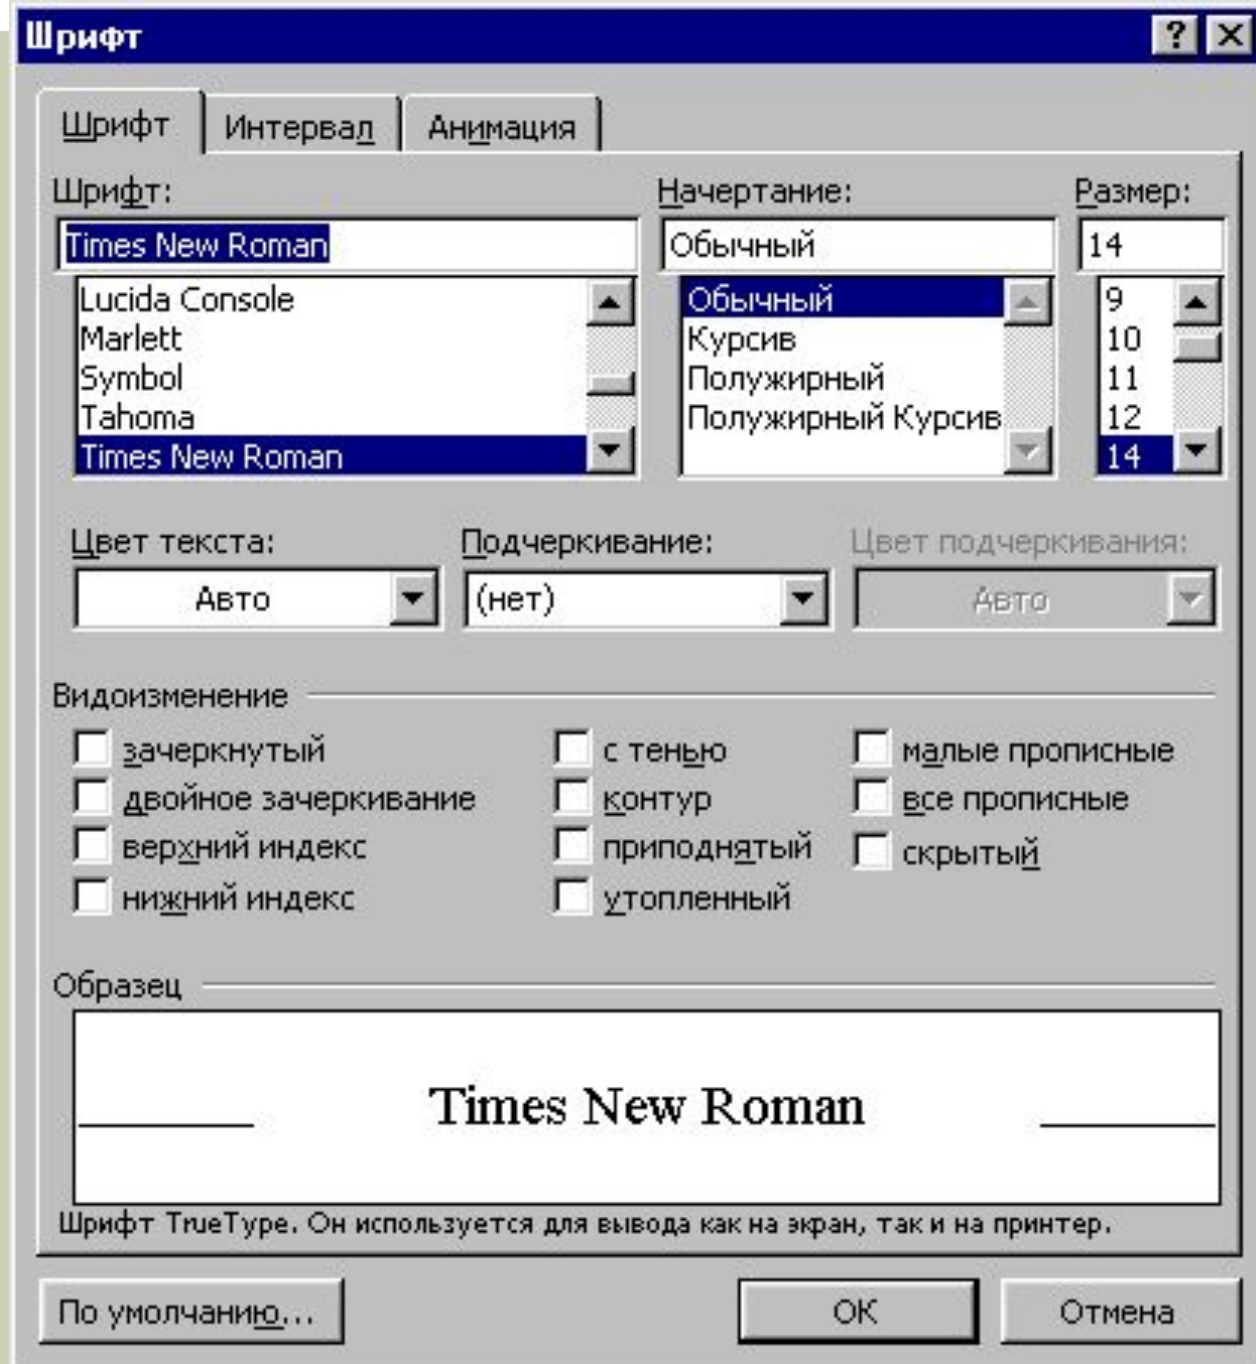 Шрифт
Шрифт Интервал Анимация
Шрифт: Начертание: Размер:
Times New Roman Обычный 14
Lucida Console Обычный 9
Marlett Курсив 10
Symbol Полужирный 11
Tahoma Полужирный Курсив 12
Times New Roman 14
Цвет текста: Подчеркивание: Цвет подчеркивания:
Авто (нет) Авто
Видоизменение
зачеркнутый с тенью малые прописные
двойное зачеркивание контур все прописные
верхний индекс приподнятый скрытый
нижний индекс утопленный
Образец
Times New Roman
Шрифт TrueType. Он используется для вывода как на экран, так и на принтер.
По умолчанию... ОК Отмена